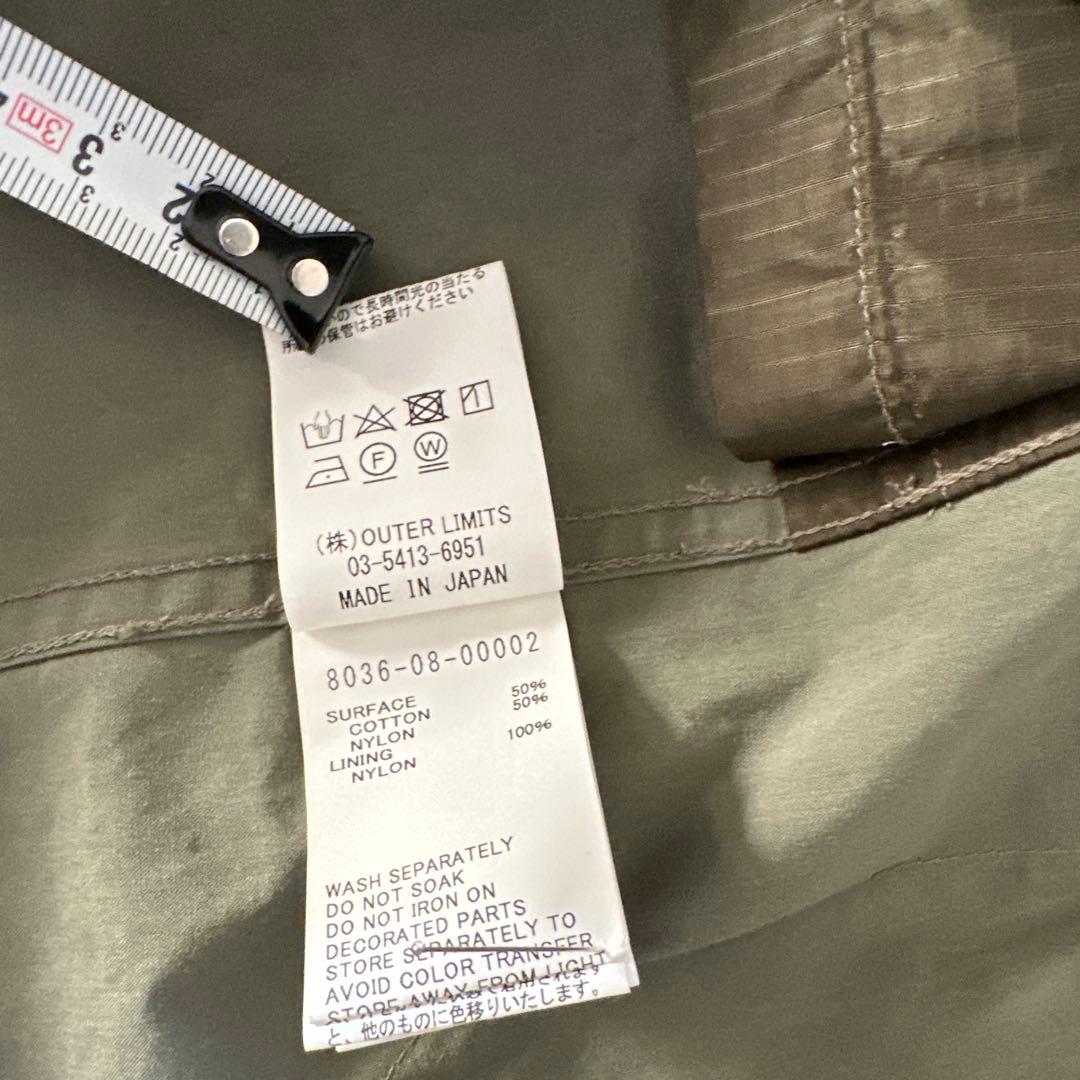 3m
3
3
3
2
2
2
ので長時間光の当たる
保管はお避けください
F
W
(株)OUTER LIMITS
03-5413-6951
MADE IN JAPAN
8036-08-00002
SURFACE
COTTON 50%
NYLON 50%
LINING
NYLON 100%
WASH SEPARATELY
DO NOT SOAK
DO NOT IRON ON
DECORATED PARTS
STORE SEPARATELY TO
AVOID COLOR TRANSFER
STORE AWAY FROM LIGHT
と、他のものに色移りいたします。